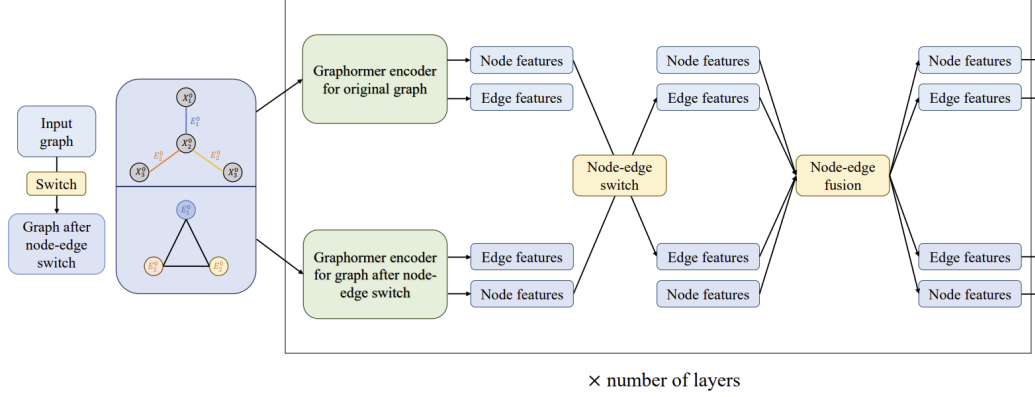 Input
graph
Switch
Graph after
node-edge
switch
X₁⁰
E₁⁰
X₂⁰
E₂⁰
E₂⁰
X₃⁰
X₃⁰
E₁⁰
E₂⁰
E₂⁰
Graphormer encoder
for original graph
Graphormer encoder
for graph after node-
edge switch
Node features
Edge features
Edge features
Node features
Node-edge
switch
Node features
Edge features
Edge features
Node features
Node-edge
fusion
Node features
Edge features
Edge features
Node features
× number of layers